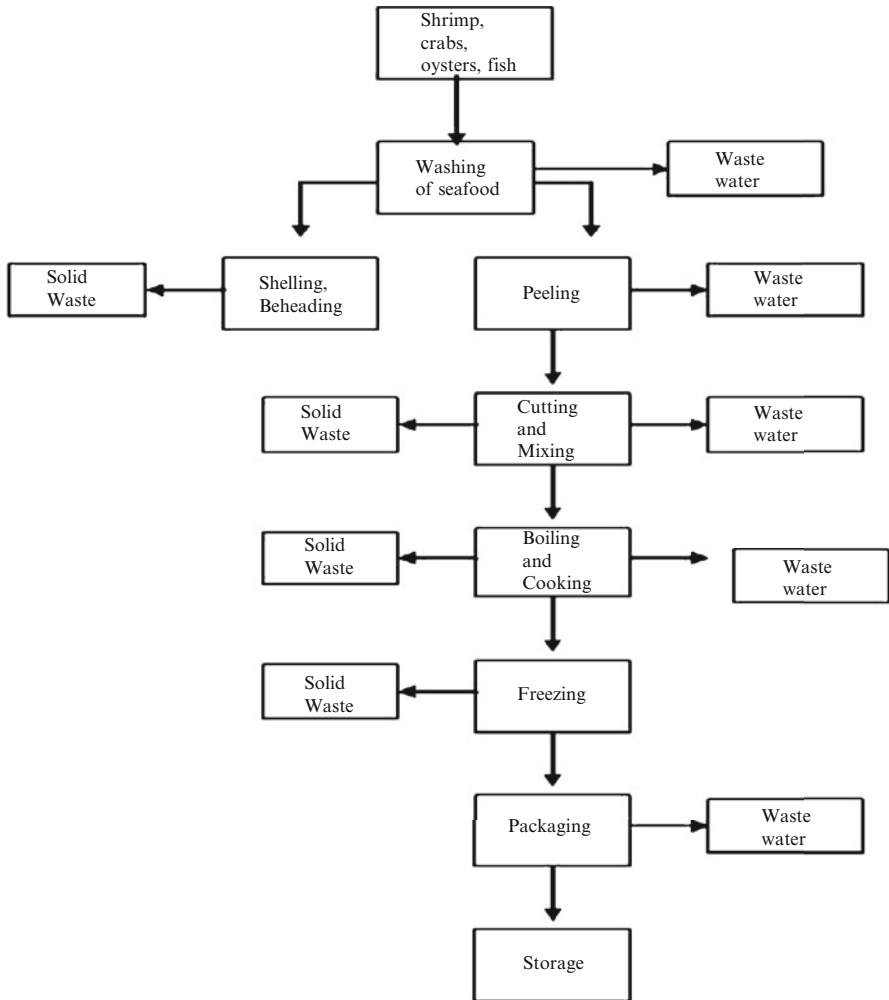 Shrimp,
crabs,
oysters, fish
Washing
of seafood
Waste
water
Solid
Waste
Shelling,
Beheading
Peeling
Waste
water
Solid
Waste
Cutting
and
Mixing
Waste
water
Solid
Waste
Boiling
and
Cooking
Waste
water
Solid
Waste
Freezing
Packaging
Waste
water
Storage